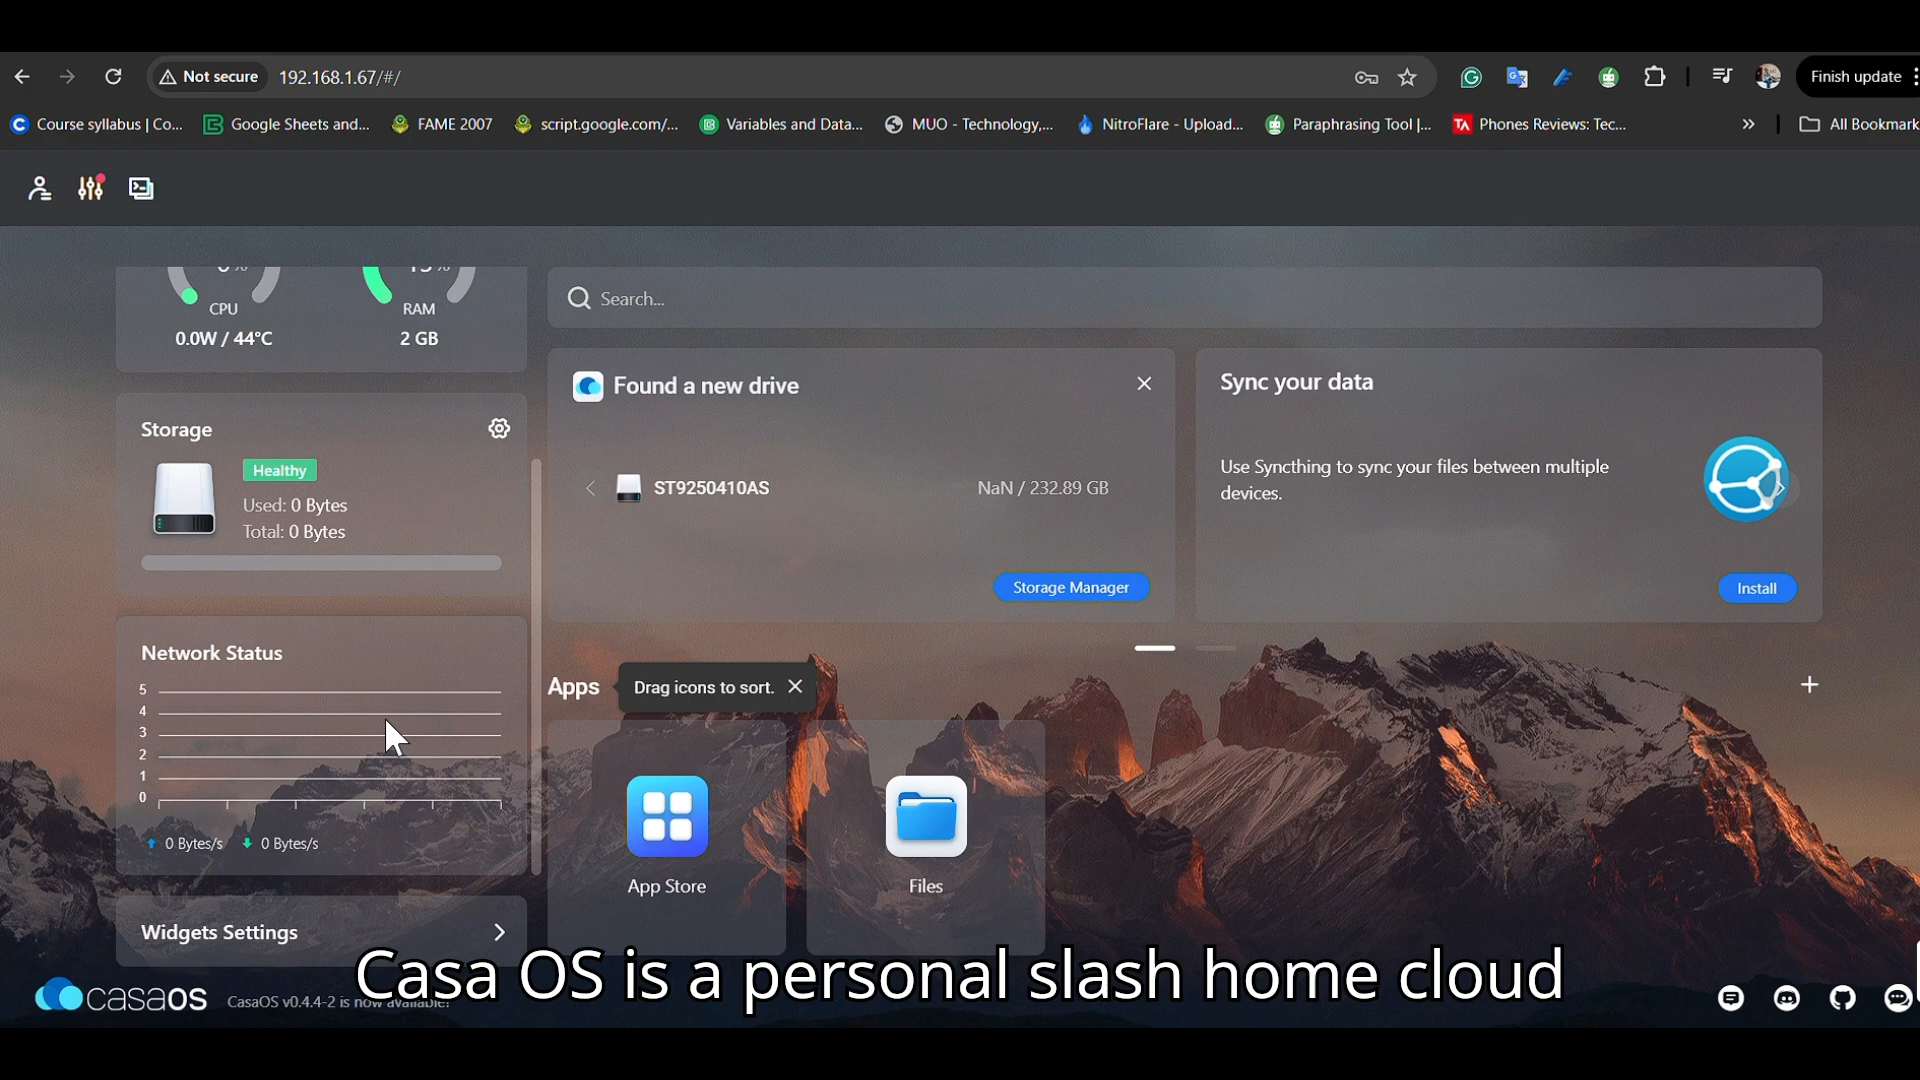 Not secure 192.168.1.67/#/ Finish update
Course syllabus | Co... Google Sheets and... FAME 2007 script.google.com/... Variables and Data... MUO - Technology,... NitroFlare - Upload... Paraphrasing Tool |... Phones Reviews: Tec... » All Bookmark
Search...
CPU RAM
0.0W / 44°C 2 GB
Found a new drive
Sync your data
Storage
Healthy
Used: 0 Bytes
Total: 0 Bytes
ST9250410AS NaN / 232.89 GB
Use Syncthing to sync your files between multiple
devices.
Storage Manager
Install
Network Status
5
4
3
2
1
0
0 Bytes/s 0 Bytes/s
Apps Drag icons to sort.
App Store Files
Widgets Settings
Casa OS is a personal slash home cloud
casaOS CasaOS v0.4.4-2 is now available!